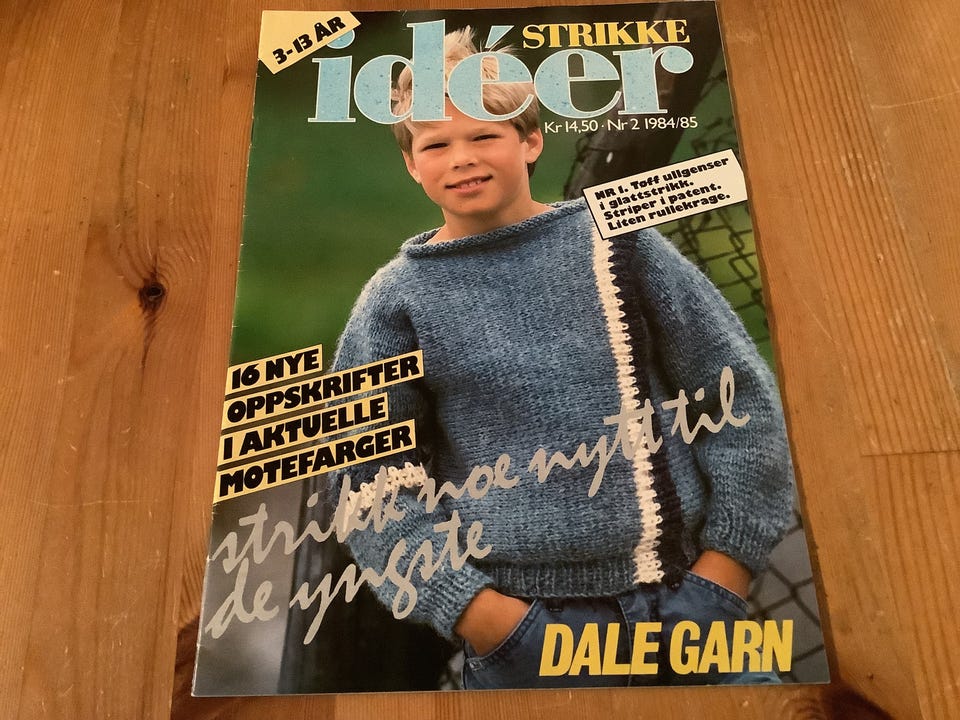 3-13 ÅR
STRIKKE
idéer
Kr 14,50 · Nr 2 1984/85
NR 1. Tøff ullgenser
i glattstrikk.
Striper i patent.
Liten rullekrage.
16 NYE
OPPSKRIFTER
I AKTUELLE
MOTEFARGER
strikk noe nytt til
de yngste
DALE GARN